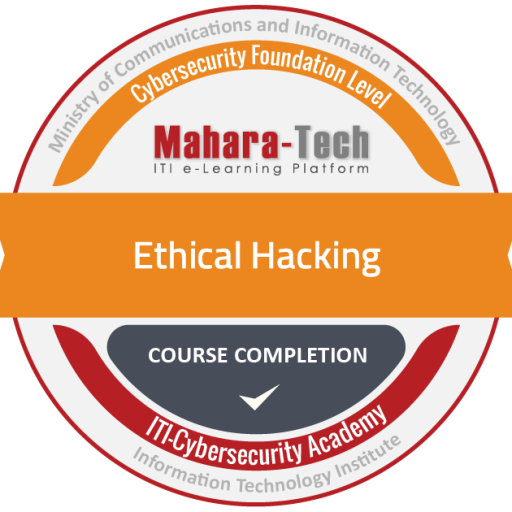 Ministry of Communications and Information Technology
Cybersecurity Foundation Level
Mahara-Tech
ITI e-Learning Platform
Ethical Hacking
COURSE COMPLETION
ITI-Cybersecurity Academy
Information Technology Institute